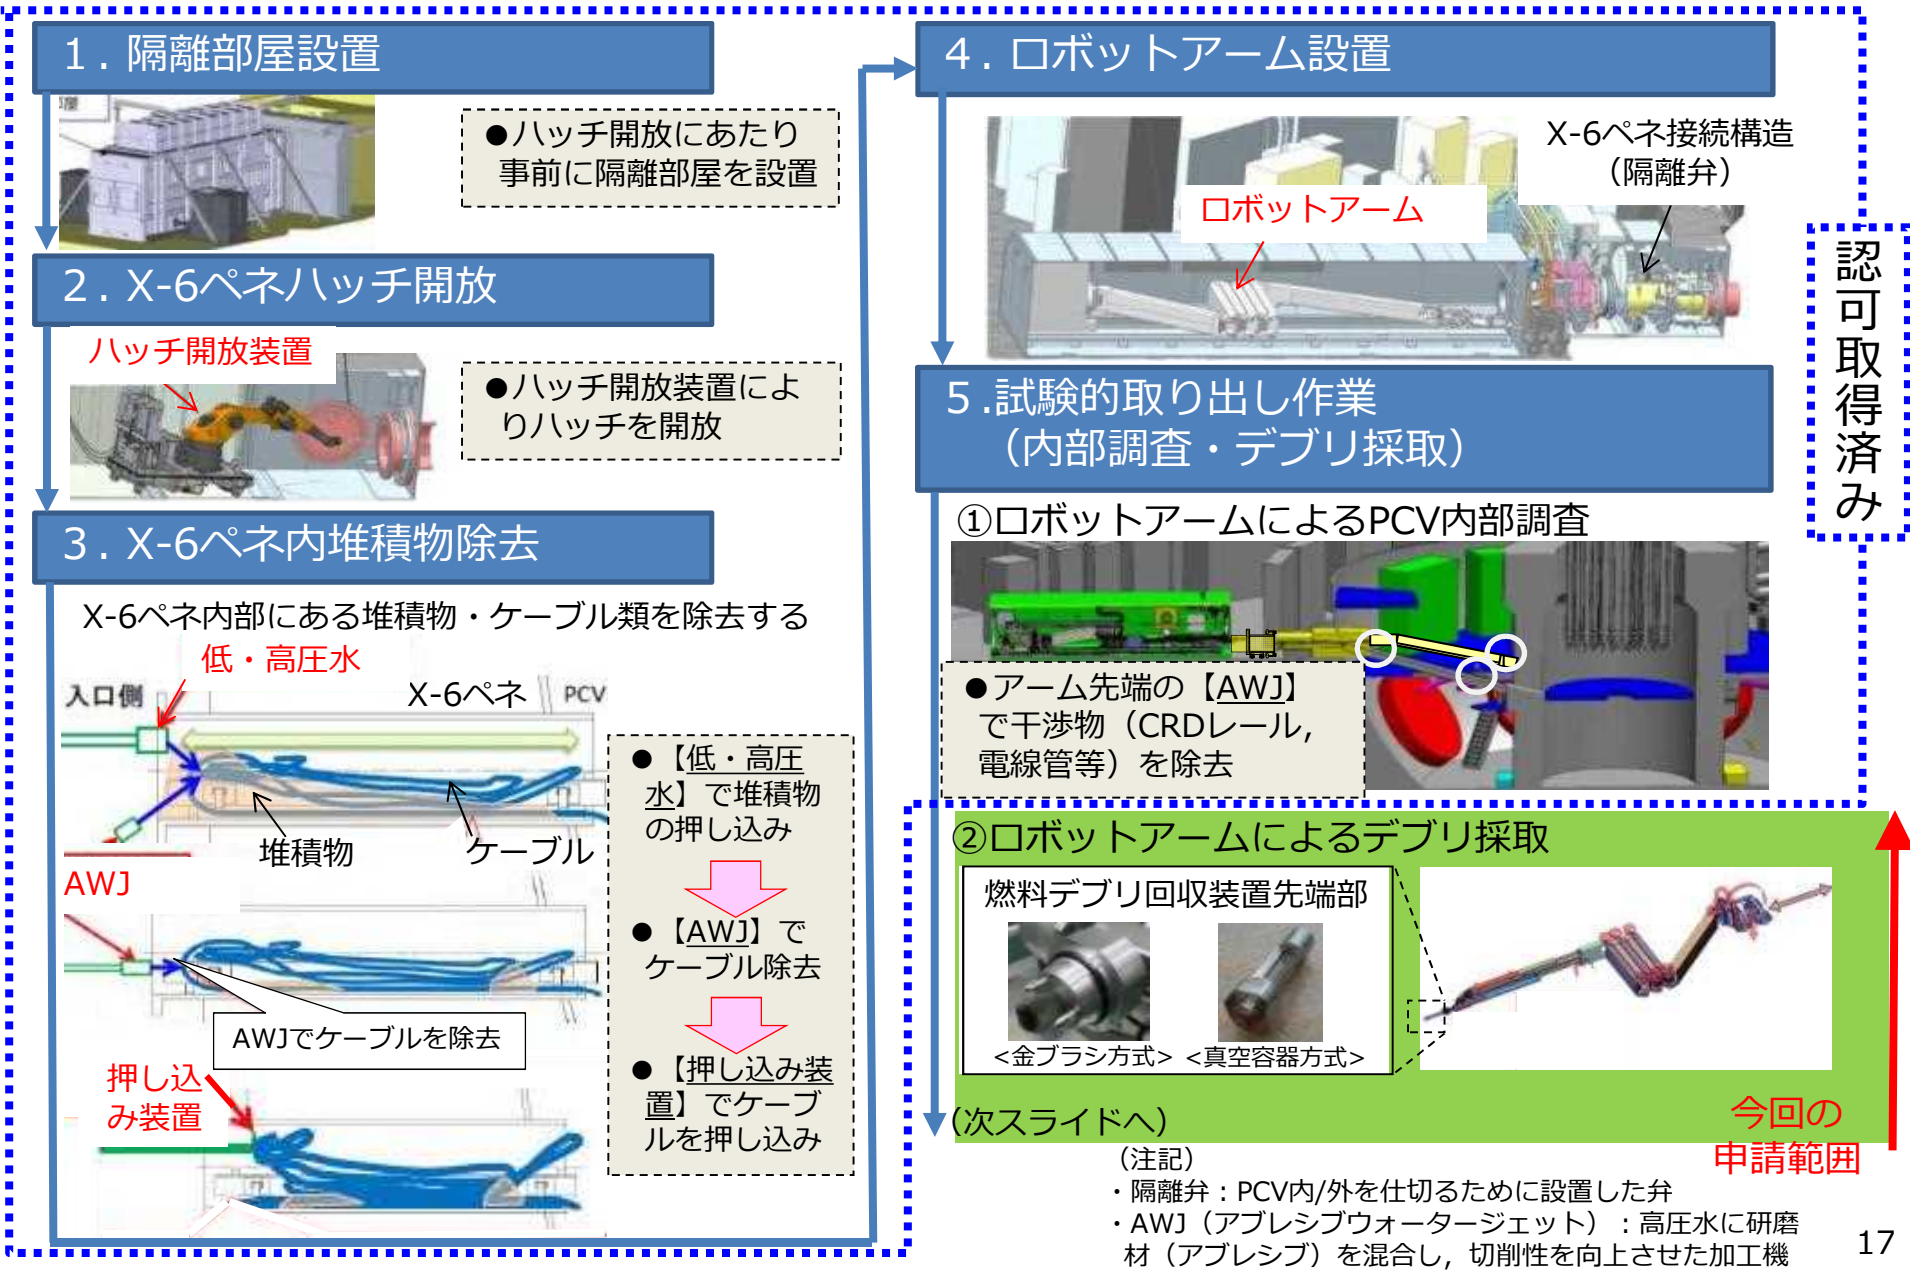 １. 隔離部屋設置
●ハッチ開放にあたり
事前に隔離部屋を設置
２. X-6ペネハッチ開放
ハッチ開放装置
●ハッチ開放装置によ
りハッチを開放
３. X-6ペネ内堆積物除去
X-6ペネ内部にある堆積物・ケーブル類を除去する
低・高圧水
入口側
X-6ペネ
PCV
堆積物
ケーブル
AWJ
AWJでケーブルを除去
押し込
み装置
●【低・高圧
水】で堆積物
の押し込み
●【AWJ】で
ケーブル除去
●【押し込み装
置】でケーブ
ルを押し込み
４. ロボットアーム設置
X-6ペネ接続構造
（隔離弁）
ロボットアーム
５.試験的取り出し作業
（内部調査・デブリ採取）
①ロボットアームによるPCV内部調査
●アーム先端の【AWJ】
で干渉物（CRDレール,
電線管等）を除去
②ロボットアームによるデブリ採取
燃料デブリ回収装置先端部
<金ブラシ方式>
<真空容器方式>
（次スライドへ）
認可取得済み
今回の
申請範囲
（注記）
・隔離弁：PCV内/外を仕切るために設置した弁
・AWJ（アブレシブウォータージェット）：高圧水に研磨
材（アブレシブ）を混合し, 切削性を向上させた加工機
17